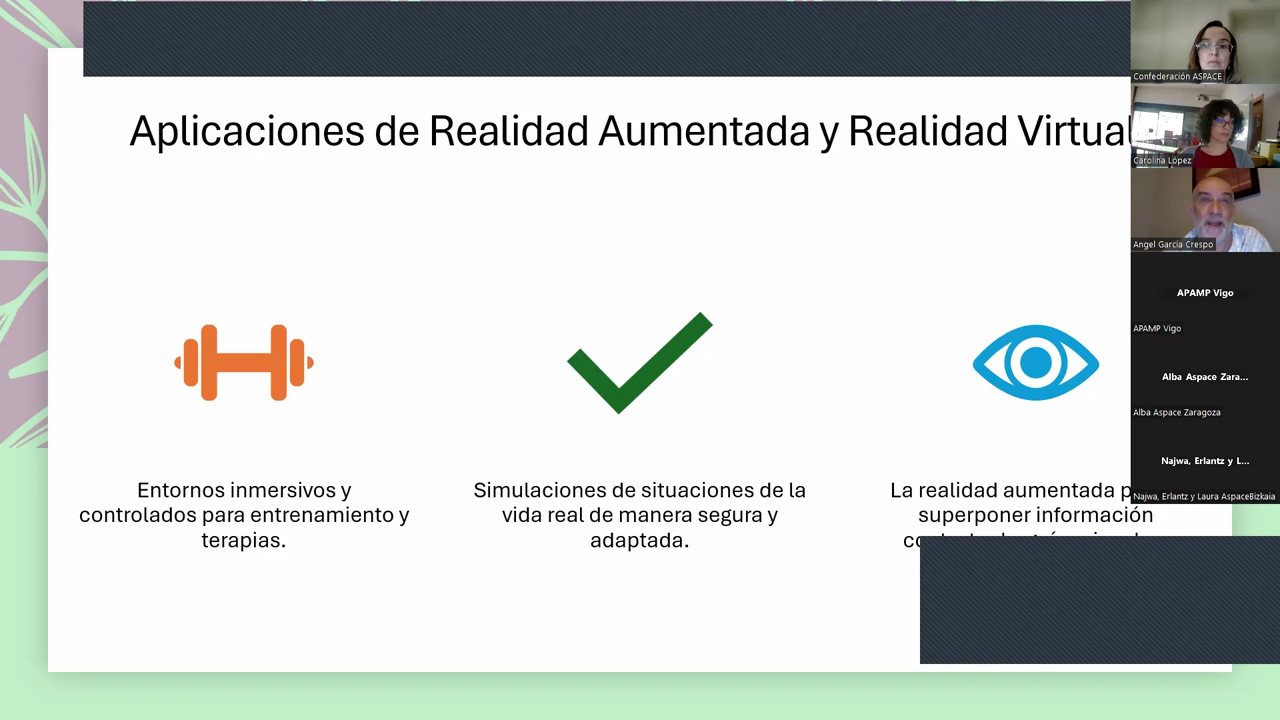 Aplicaciones de Realidad Aumentada y Realidad Virtual
Entornos inmersivos y
controlados para entrenamiento y
terapias.
Simulaciones de situaciones de la
vida real de manera segura y
adaptada.
La realidad aumentada
superponer información
Confederación ASPACE
Carolina López
Angel Garcia Crespo
APAMP Vigo
APAMP Vigo
Alba Aspace Zara...
Alba Aspace Zaragoza
Najwa, Erlantz y L...
Najwa, Erlantz y Laura AspaceBizkaia